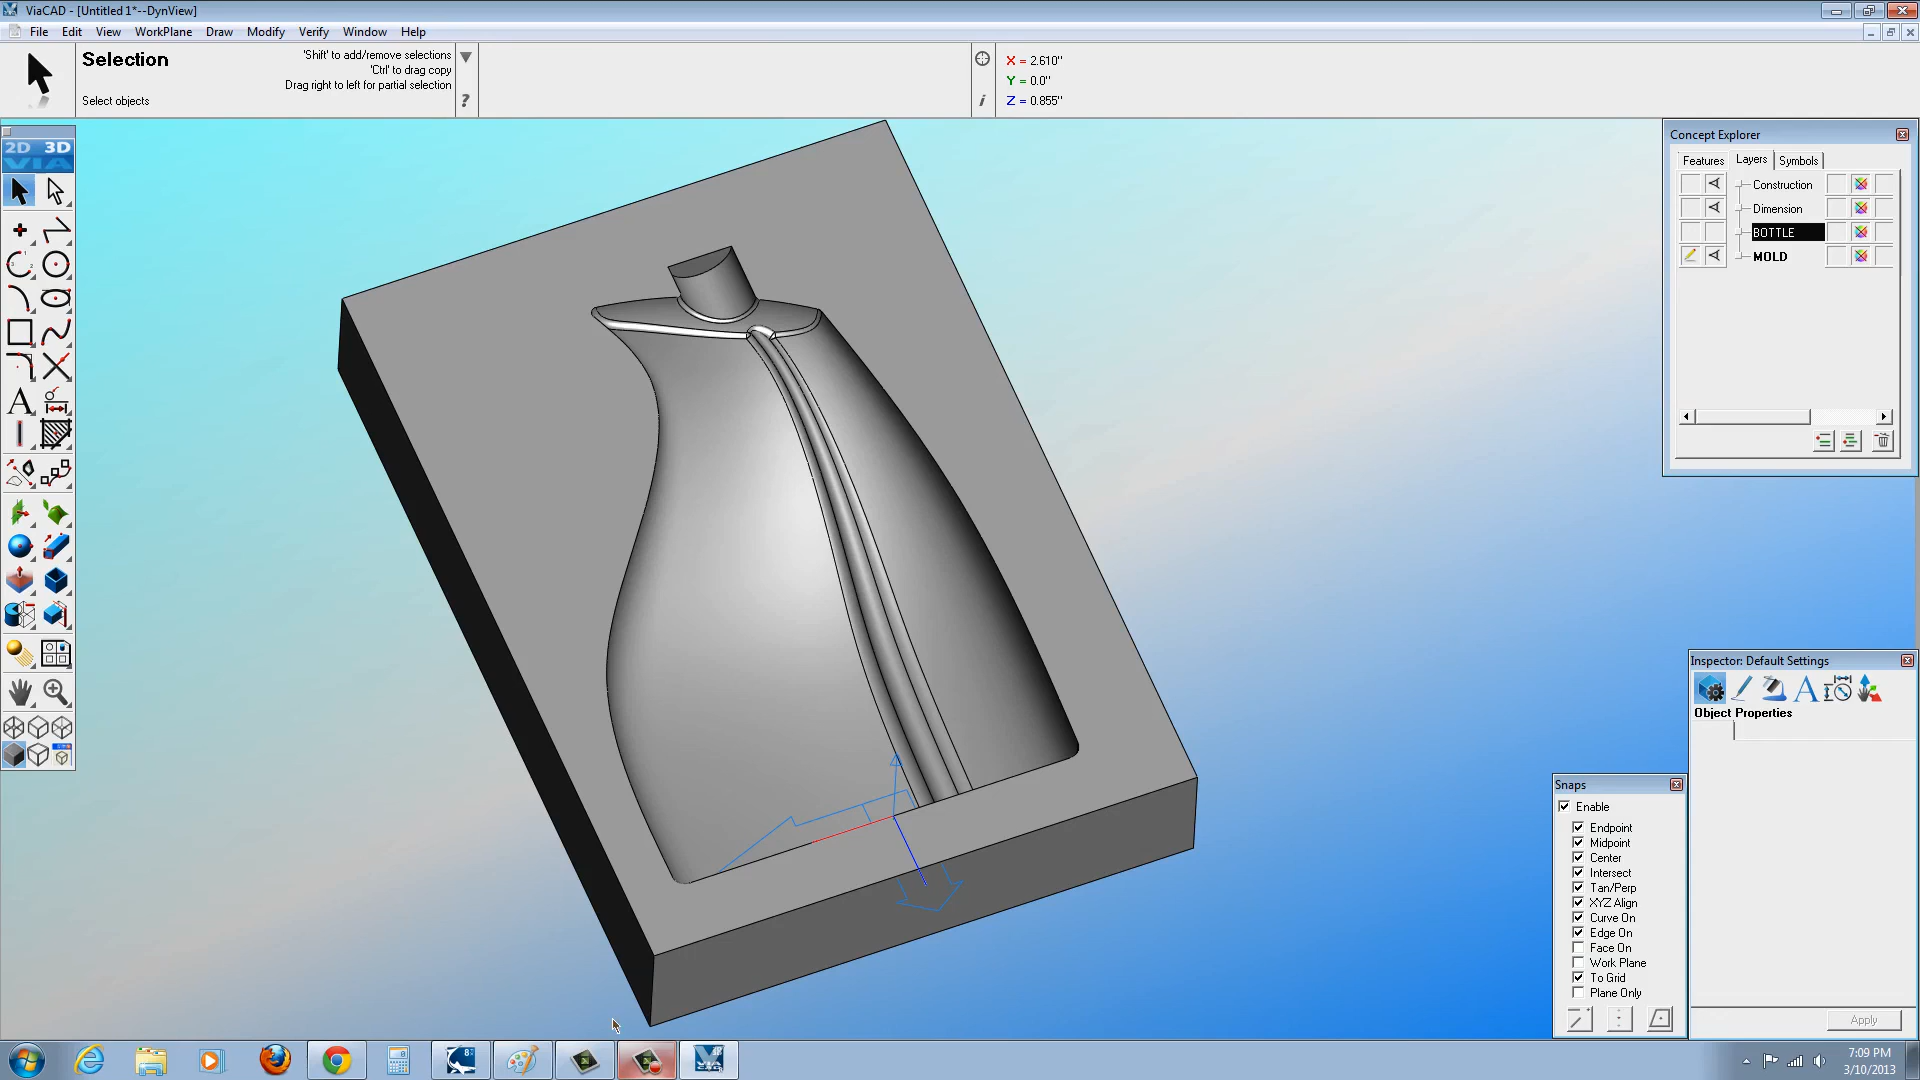 ViaCAD - [Untitled 1*--DynView]
File Edit View WorkPlane Draw Modify Verify Window Help
Selection
'Shift' to add/remove selections
'Ctrl' to drag copy
Drag right to left for partial selection
Select objects
?
i
X = 2.610"
Y = 0.0"
Z = 0.855"
2D 3D
VIA
A
Concept Explorer
Features Layers Symbols
Construction
Dimension
BOTTLE
MOLD
Inspector: Default Settings
A
Object Properties
Apply
Snaps
Enable
Endpoint
Midpoint
Center
Intersect
Tan/Perp
XYZ Align
Curve On
Edge On
Face On
Work Plane
To Grid
Plane Only
7:09 PM
3/10/2013